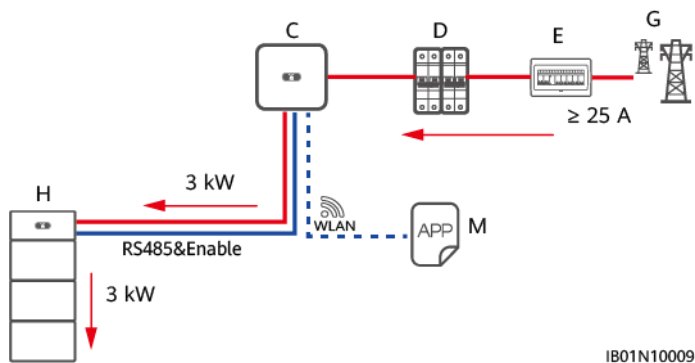 C
D
E
G
≥ 25 A
3 kW
H
WLAN
APP
M
RS485&Enable
3 kW
IB01N10009